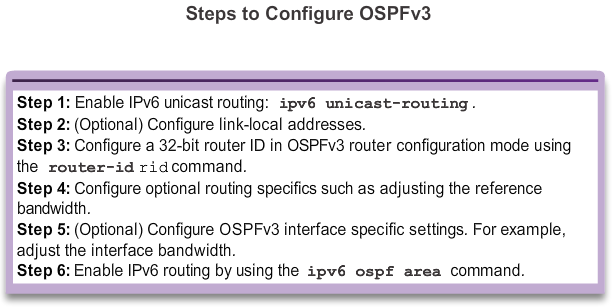 Steps to Configure OSPFv3
Step 1: Enable IPv6 unicast routing: ipv6 unicast-routing.
Step 2: (Optional) Configure link-local addresses.
Step 3: Configure a 32-bit router ID in OSPFv3 router configuration mode using
the router-id rid command.
Step 4: Configure optional routing specifics such as adjusting the reference
bandwidth.
Step 5: (Optional) Configure OSPFv3 interface specific settings. For example,
adjust the interface bandwidth.
Step 6: Enable IPv6 routing by using the ipv6 ospf area command.